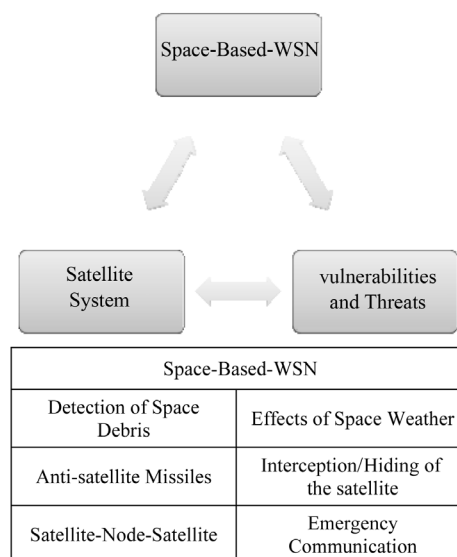 Space-Based-WSN
Satellite
System
vulnerabilities
and Threats
Space-Based-WSN
Detection of Space
Debris
Effects of Space Weather
Anti-satellite Missiles
Interception/Hiding of
the satellite
Satellite-Node-Satellite
Emergency
Communication